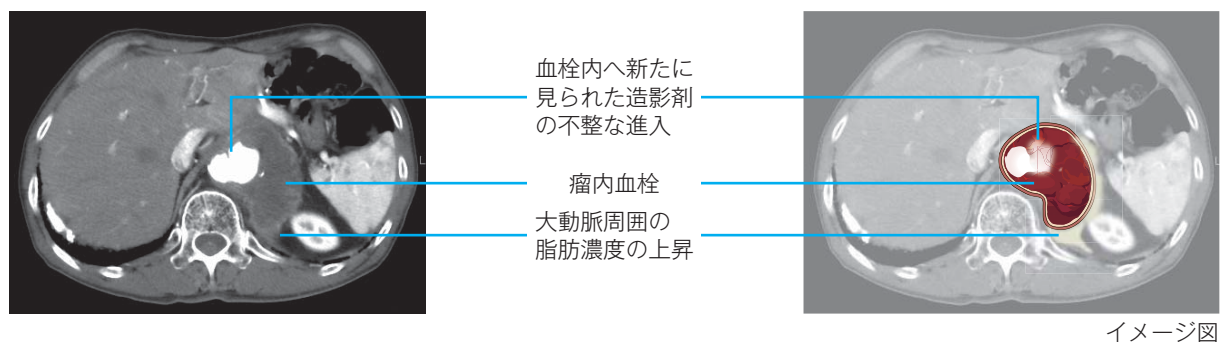 血栓内へ新たに
見られた造影剤
の不整な進入
瘤内血栓
大動脈周囲の
脂肪濃度の上昇
L
L
イメージ図